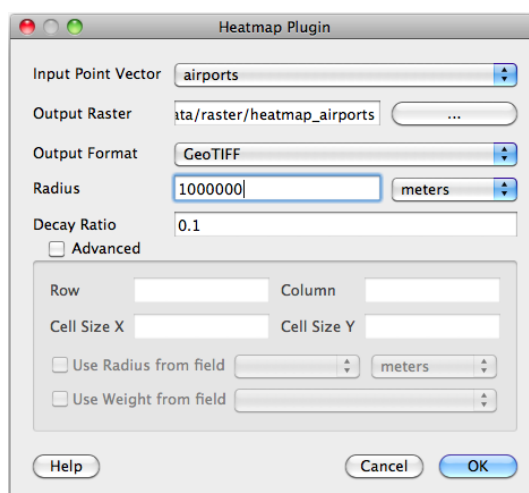 Heatmap Plugin
Input Point Vector airports
Output Raster ata/raster/heatmap_airports ...
Output Format GeoTIFF
Radius 1000000 meters
Decay Ratio 0.1
Advanced
Row Column
Cell Size X Cell Size Y
Use Radius from field meters
Use Weight from field
Help Cancel OK